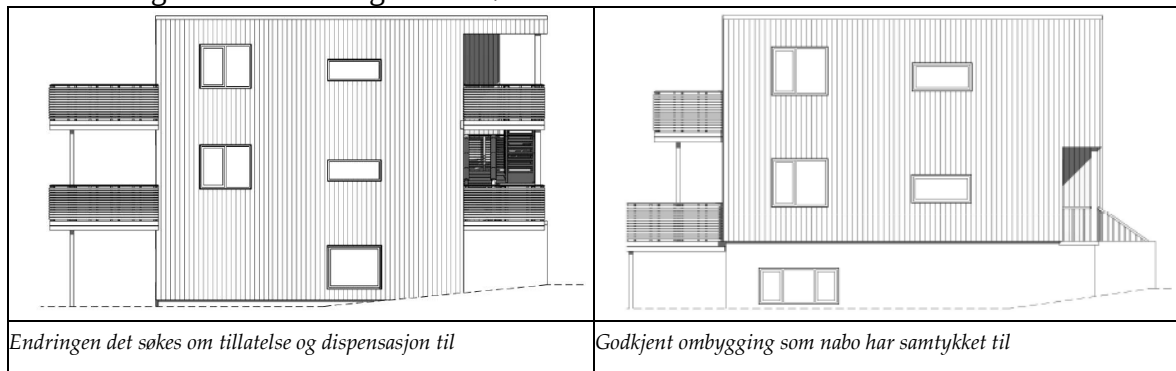 Endringen det søkes om tillatelse og dispensasjon til
Godkjent ombygging som nabo har samtykket til